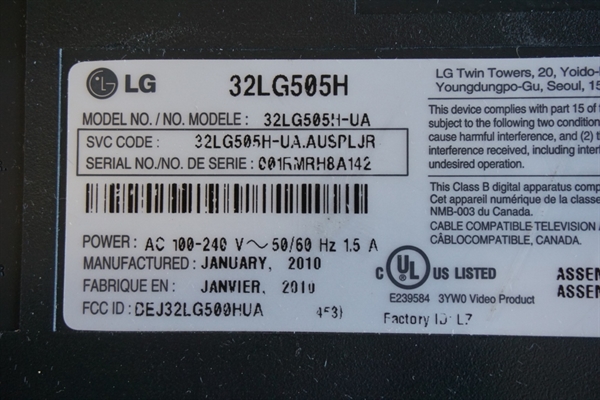 LG
32LG505H
MODEL NO./NO. MODELE : 32LG505H-UA
SVC CODE : 32LG505H-UA.AUSPLJR
SERIAL NO./NO. DE SERIE : 001RMRH8A142
POWER : AC 100-240 V~50/60 Hz 1.5 A
MANUFACTURED : JANUARY, 2010
FABRIQUE EN : JANVIER, 2010
FCC ID : BEJ32LG500HUA
LG Twin Towers, 20, Yoido-
Youngdungpo-Gu, Seoul, 15
This device complies with part 15 of
subject to the following two condition
cause harmful interference, and (2)
interference received, including
undesired operation.
This Class B digital apparatus
Cet appareil numérique de la classe
NMB-003 du Canada.
CABLE COMPATIBLE TELEVISION
CÂBLOCOMPATIBLE, CANADA.
C UL US LISTED
E239584 3YW0 Video Product
Factory ID: LZ
ASSEM
ASSEM